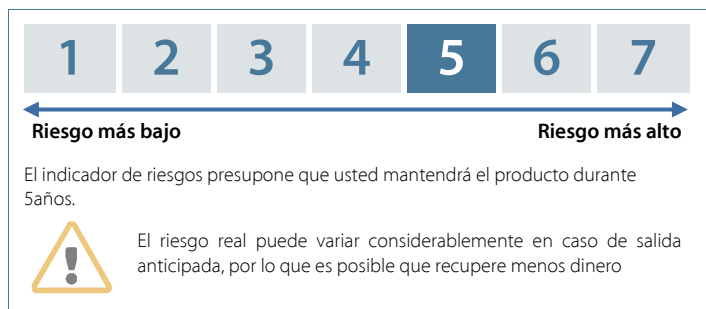 1 2 3 4 5 6 7
Riesgo más bajo Riesgo más alto
El indicador de riesgos presupone que usted mantendrá el producto durante
5años.
El riesgo real puede variar considerablemente en caso de salida
anticipada, por lo que es posible que recupere menos dinero